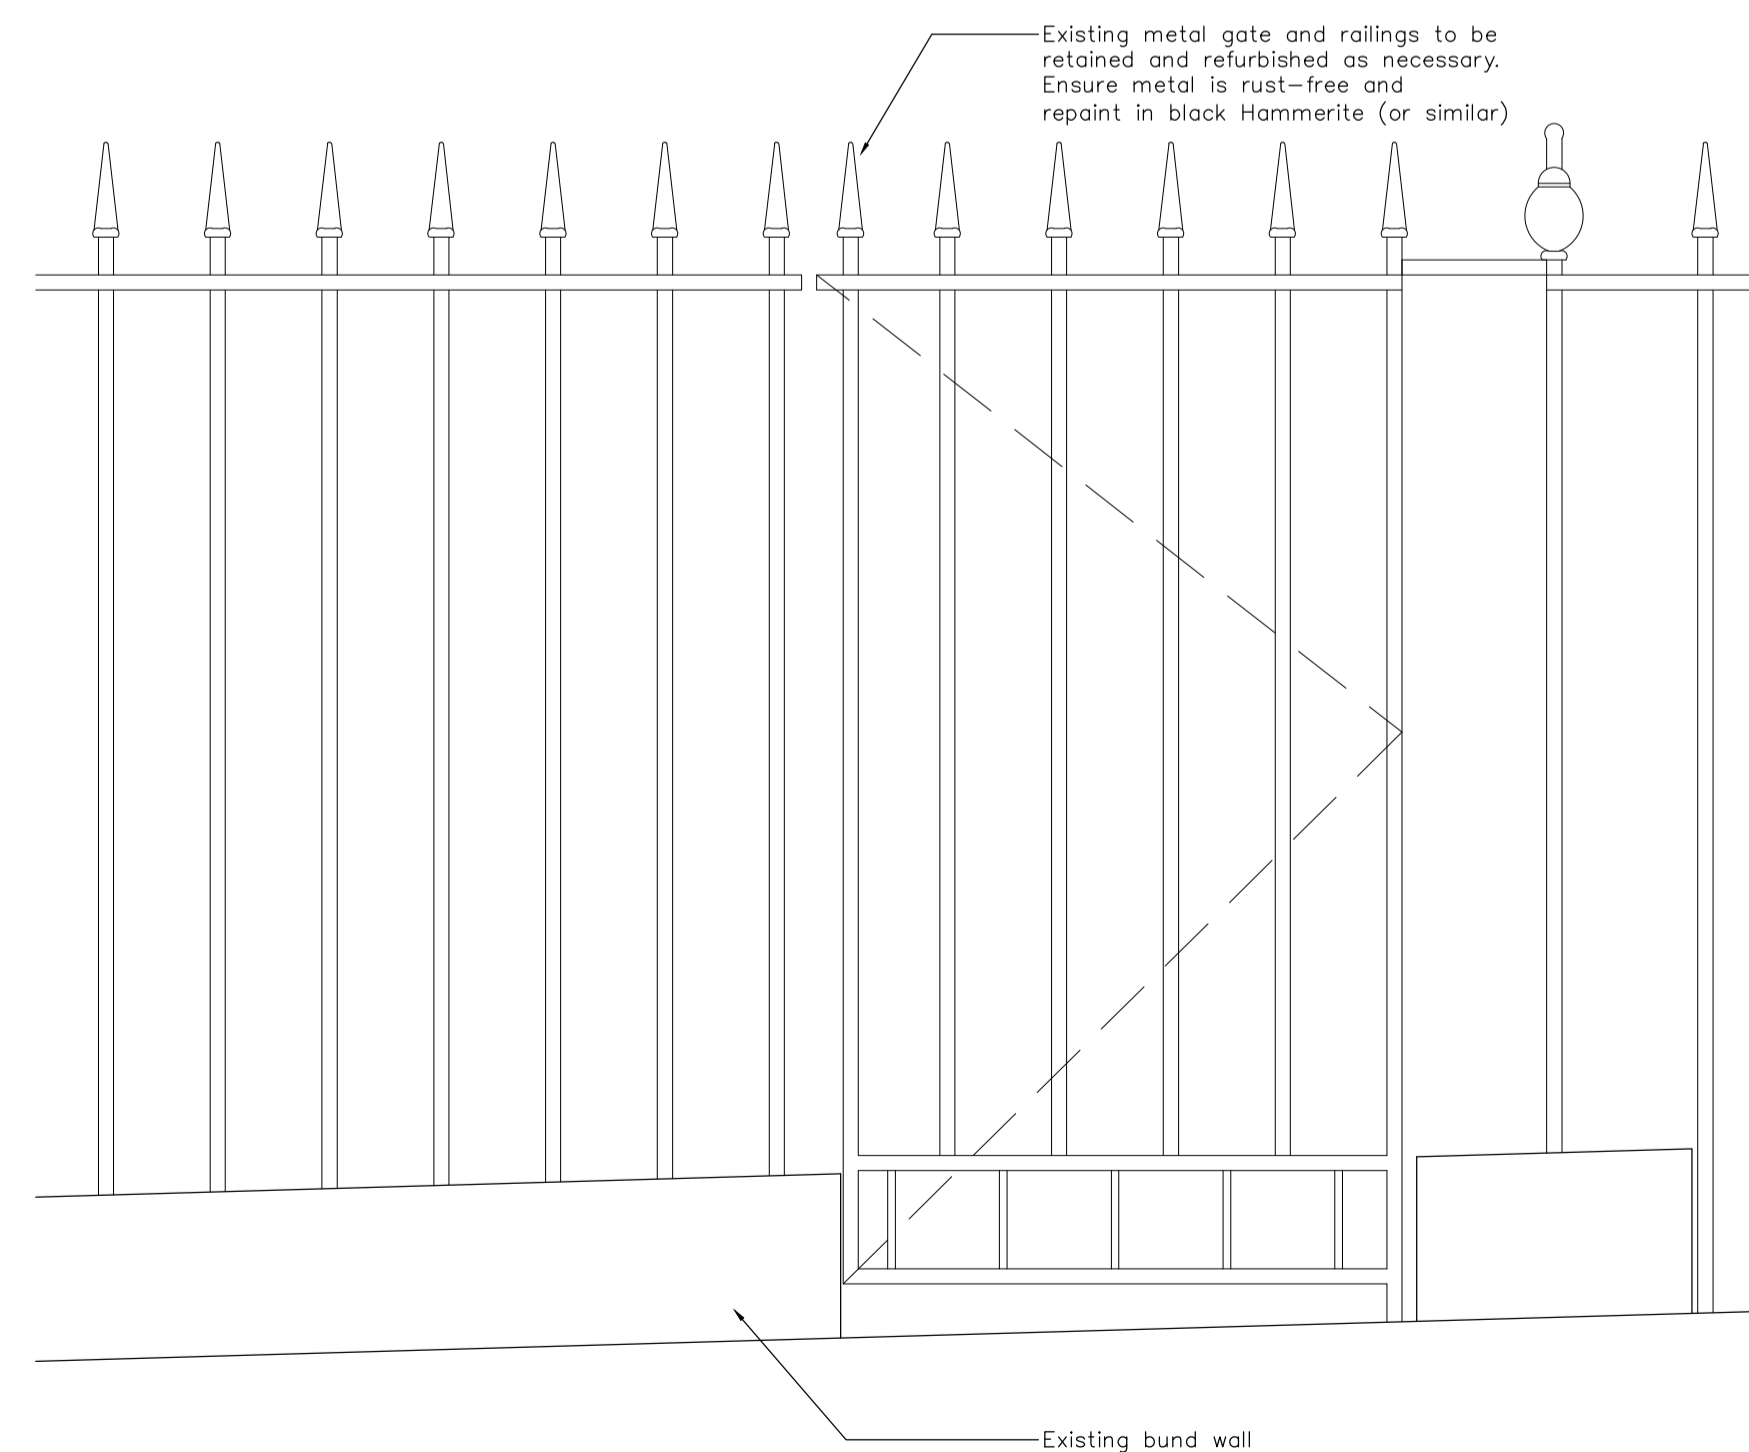 Existing metal gate and railings to be
retained and refurbished as necessary.
Ensure metal is rust-free and
repaint in black Hammerite (or similar)
Existing bund wall